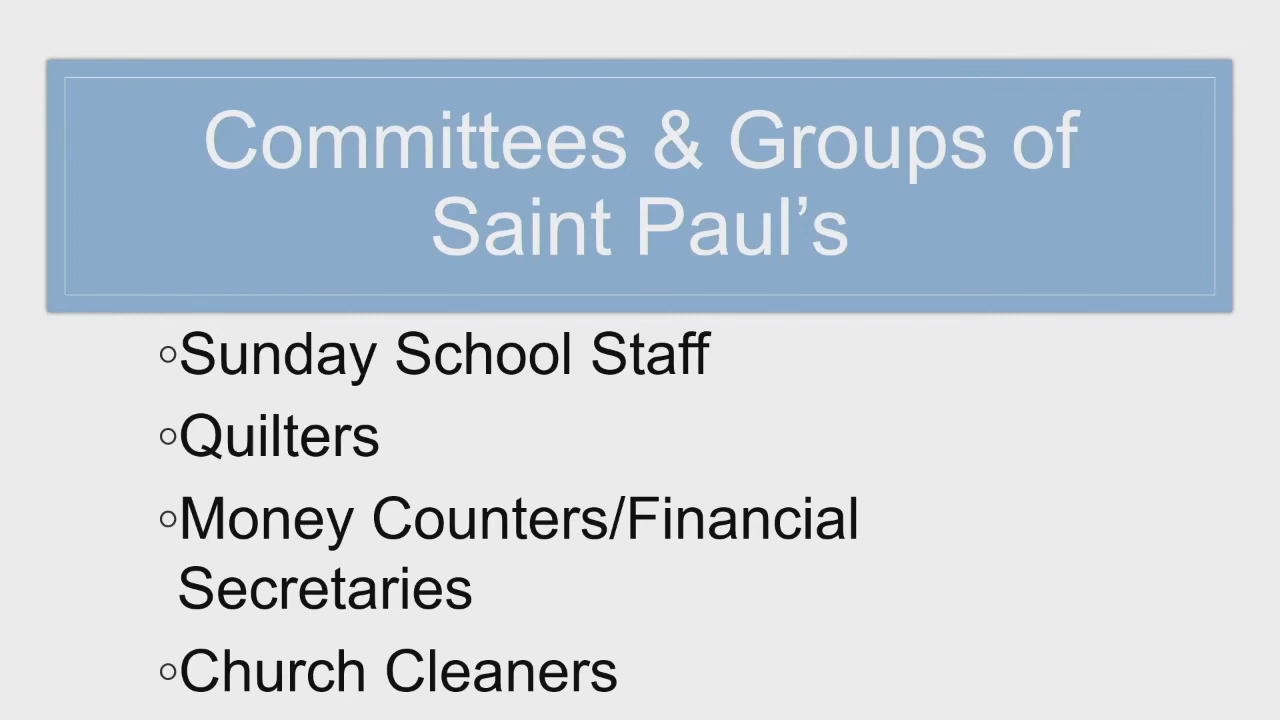 Committees & Groups of
Saint Paul’s
◦Sunday School Staff
◦Quilters
◦Money Counters/Financial
Secretaries
◦Church Cleaners